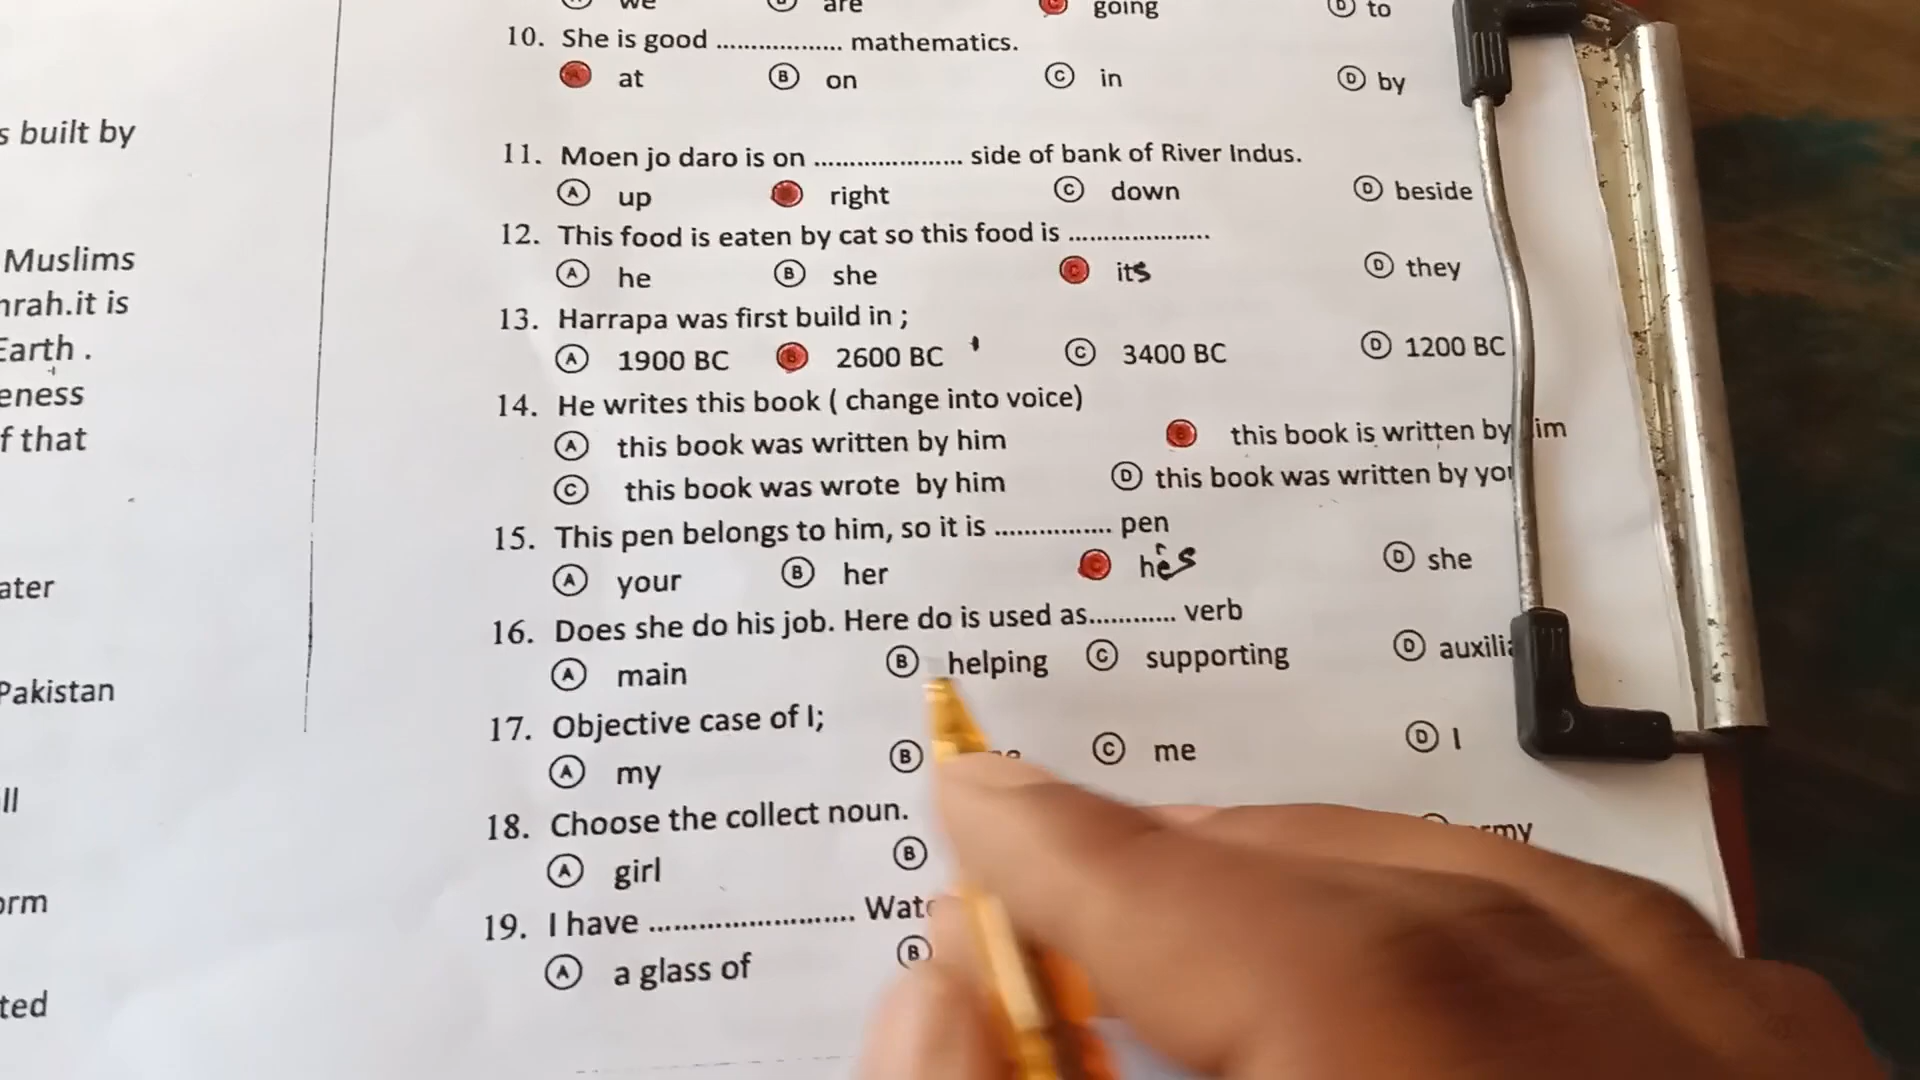 we are going to
10. She is good .................. mathematics.
A at B on C in D by
11. Moen jo daro is on ..................... side of bank of River Indus.
A up right C down D beside
12. This food is eaten by cat so this food is ....................
A he B she C its D they
13. Harrapa was first build in ;
A 1900 BC B 2600 BC C 3400 BC D 1200 BC
14. He writes this book ( change into voice)
A this book was written by him B this book is written by im
C this book was wrote by him D this book was written by
15. This pen belongs to him, so it is ................ pen
A your B her C his D she
16. Does she do his job. Here do is used as............ verb
A main B helping C supporting D auxili
17. Objective case of I;
A my B C me D I
18. Choose the collect noun.
A girl B
19. I have ........................ Wat
A a glass of B
s built by
Muslims
hrah.it is
Earth .
eness
f that
ater
Pakistan
ll
orm
ted